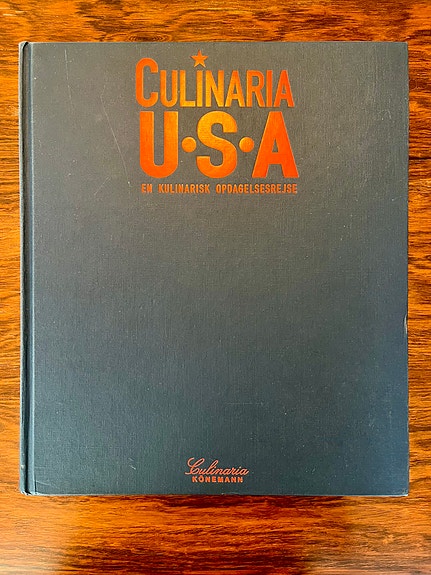 CULINARIA
U·S·A
EN KULINARISK OPDAGELSESREJSE
Culinaria
KÖNEMANN